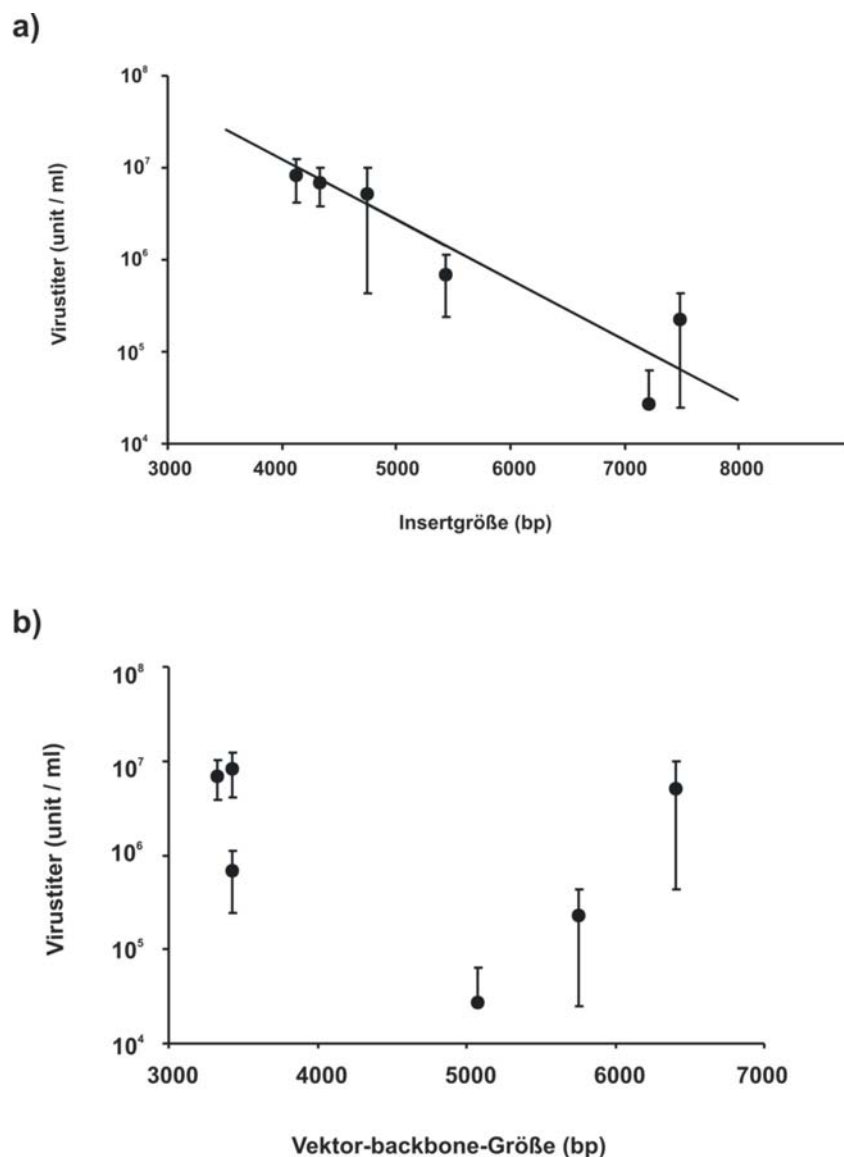 a)
10⁸
10⁷
10⁶
10⁵
10⁴
Virustiter (unit / ml)
3000 4000 5000 6000 7000 8000
Insertgröße (bp)
b)
10⁸
10⁷
10⁶
10⁵
10⁴
Virustiter (unit / ml)
3000 4000 5000 6000 7000
Vektor-backbone-Größe (bp)